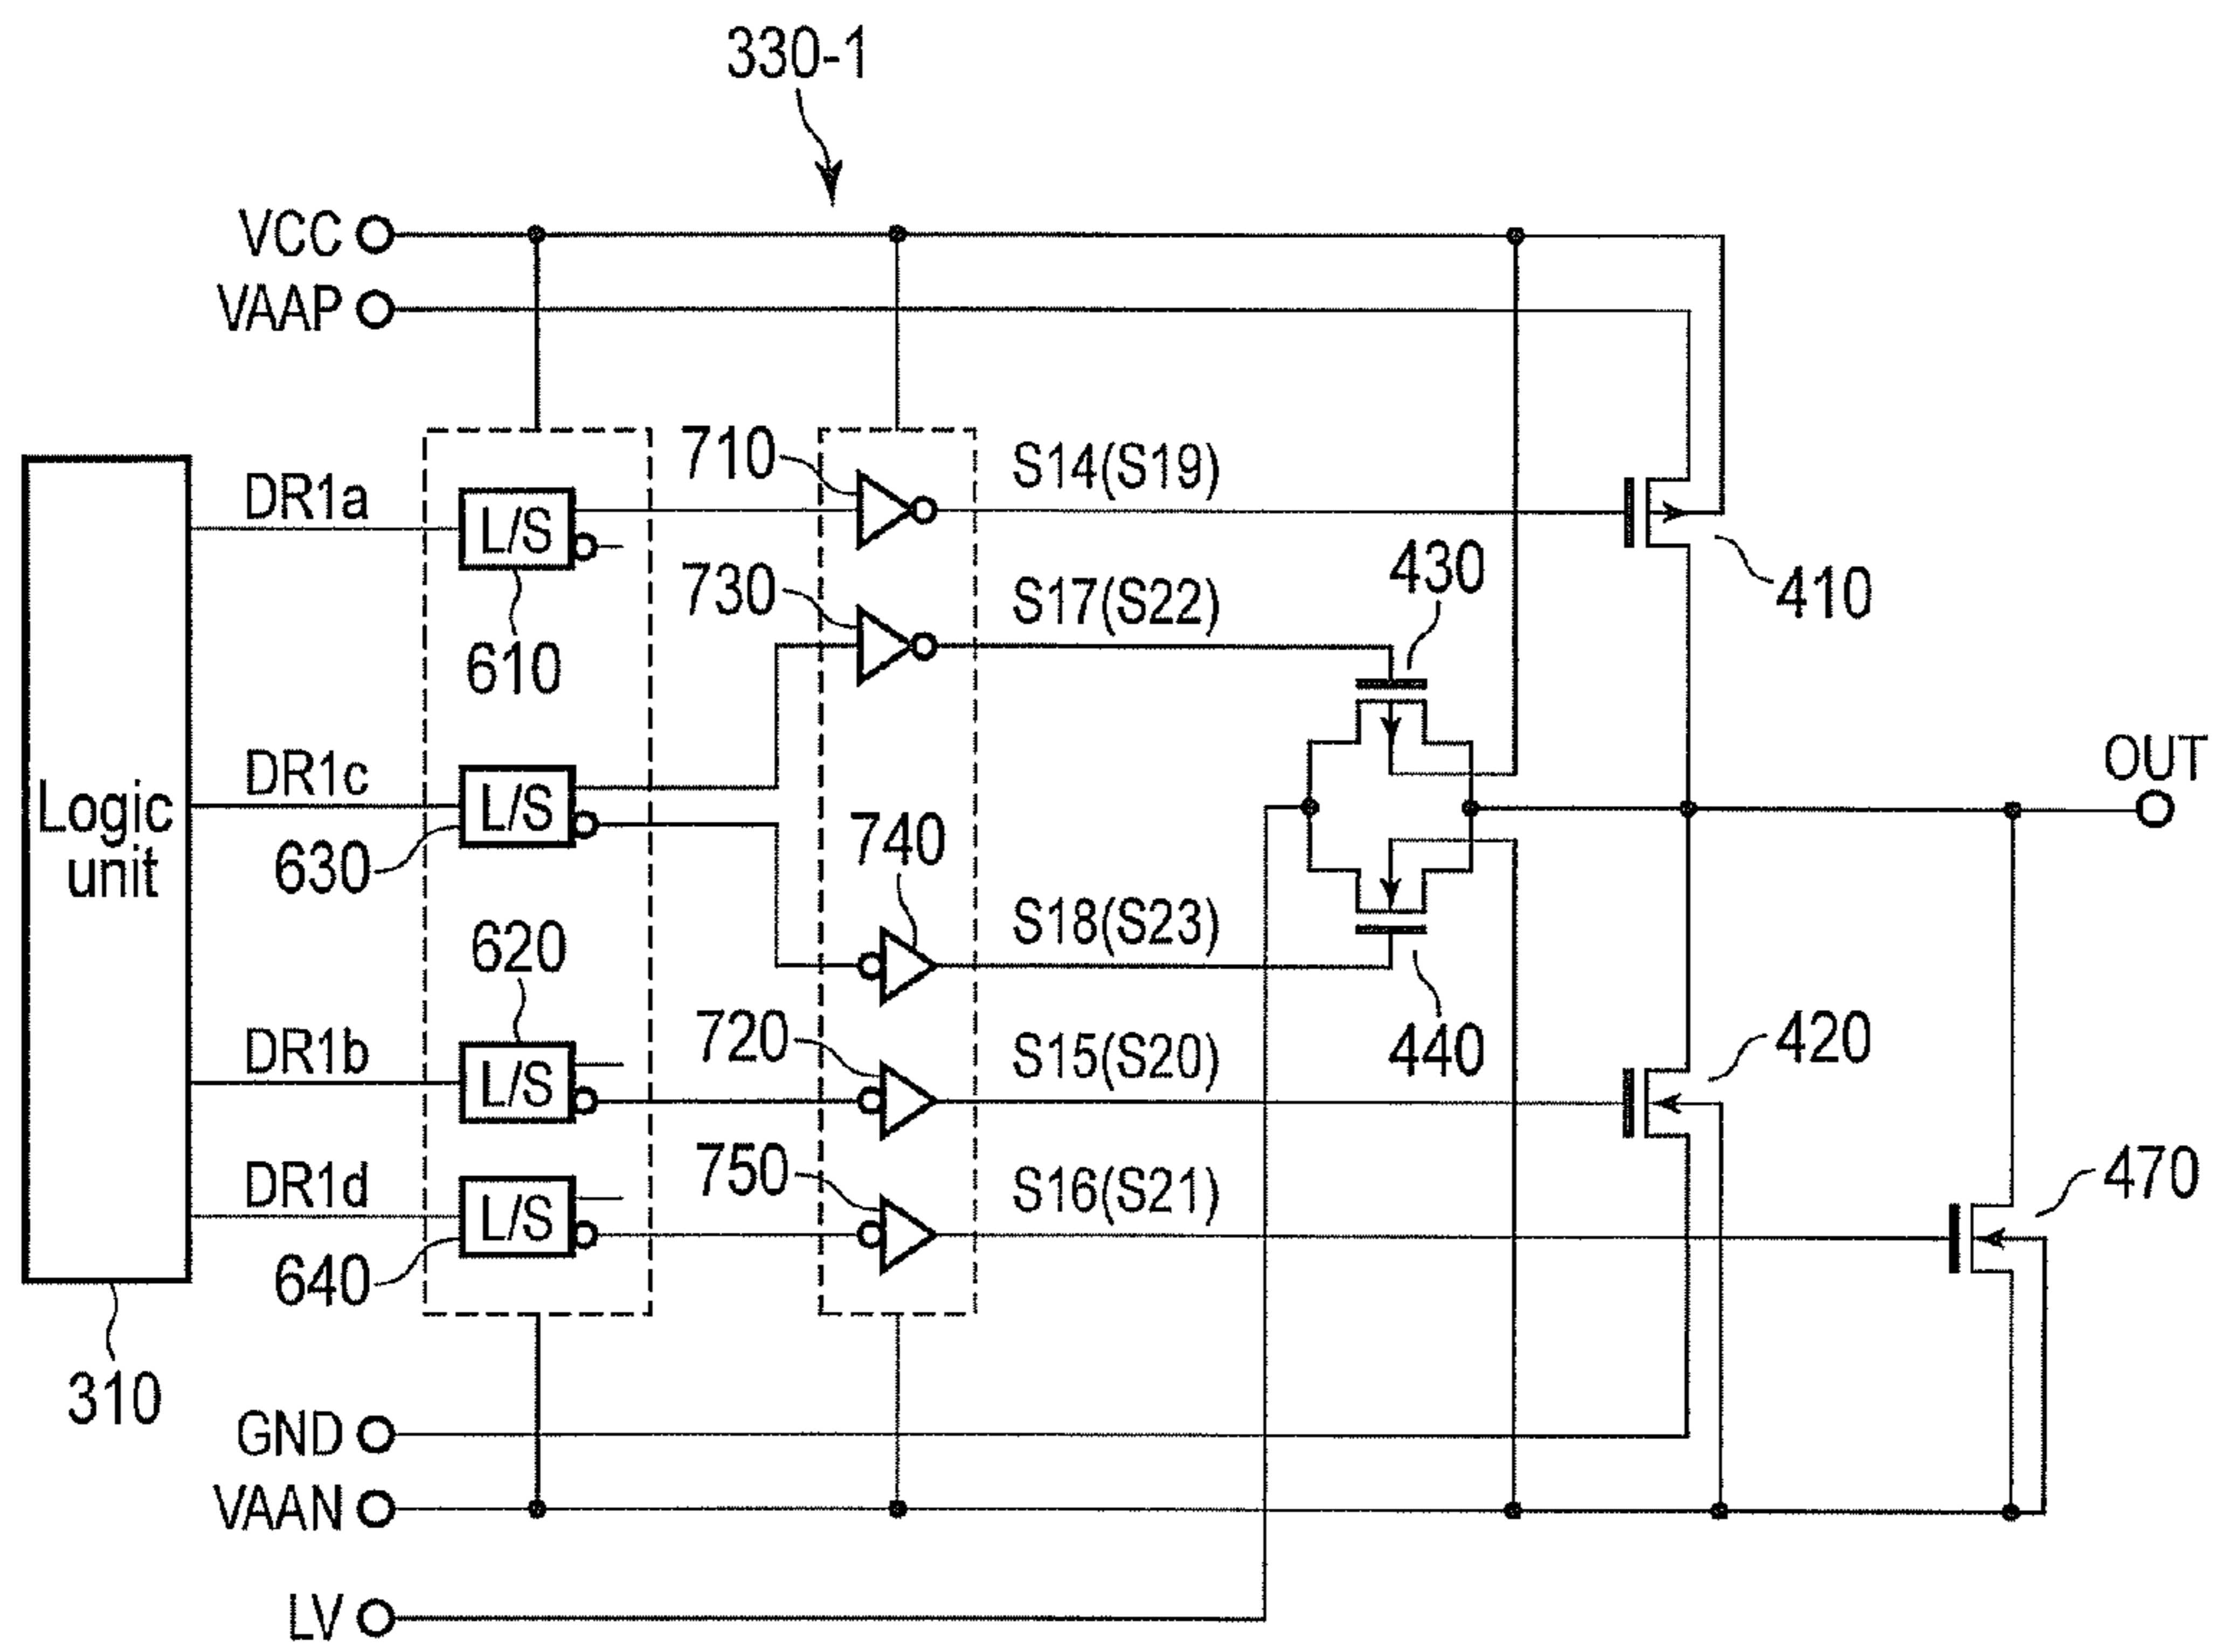 330-1
VCC
VAAP
710
S14(S19)
DR1a
L/S
610
730
S17(S22)
430
410
DR1c
L/S
630
Logic
unit
OUT
740
S18(S23)
440
620
DR1b
L/S
720
S15(S20)
420
DR1d
L/S
640
750
S16(S21)
470
310
GND
VAAN
LV